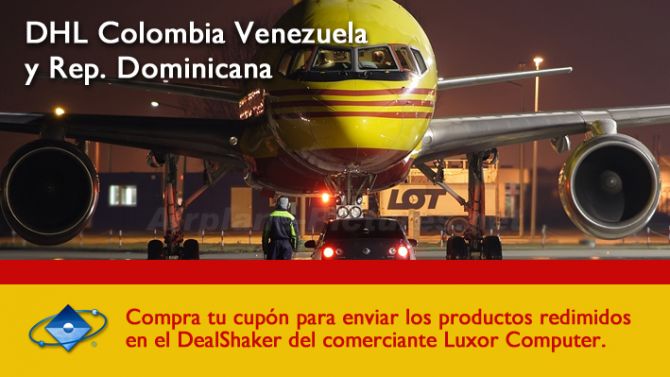 DHL Colombia Venezuela
y Rep. Dominicana
LOT
Compra tu cupón para enviar los productos redimidos
en el DealShaker del comerciante Luxor Computer.